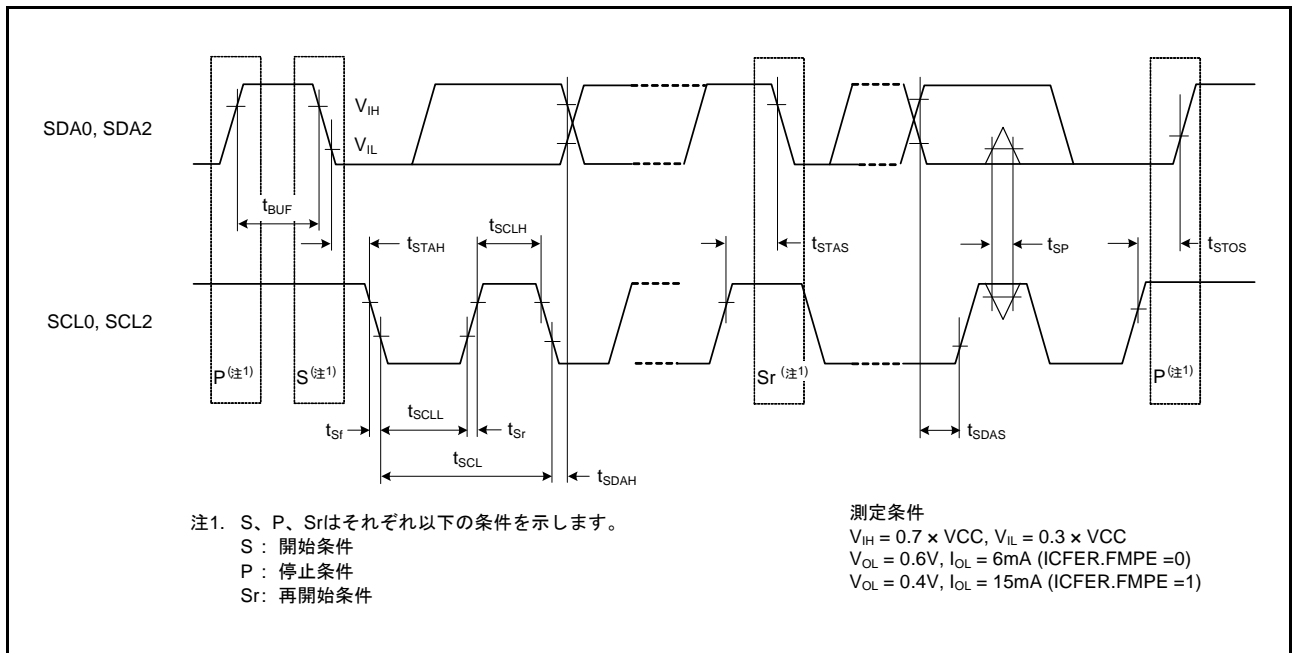 SDA0, SDA2
V_IH
V_IL
t_BUF
t_STAH
t_SCLH
t_STAS
t_SP
t_STOS
SCL0, SCL2
P(注1)
S(注1)
Sr(注1)
P(注1)
t_SCLL
t_Sf
t_Sr
t_SDAS
t_SCL
t_SDAH
注1. S、P、Srはそれぞれ以下の条件を示します。
S : 開始条件
P : 停止条件
Sr: 再開始条件
測定条件
V_IH = 0.7 × VCC, V_IL = 0.3 × VCC
V_OL = 0.6V, I_OL = 6mA (ICFER.FMPE =0)
V_OL = 0.4V, I_OL = 15mA (ICFER.FMPE =1)